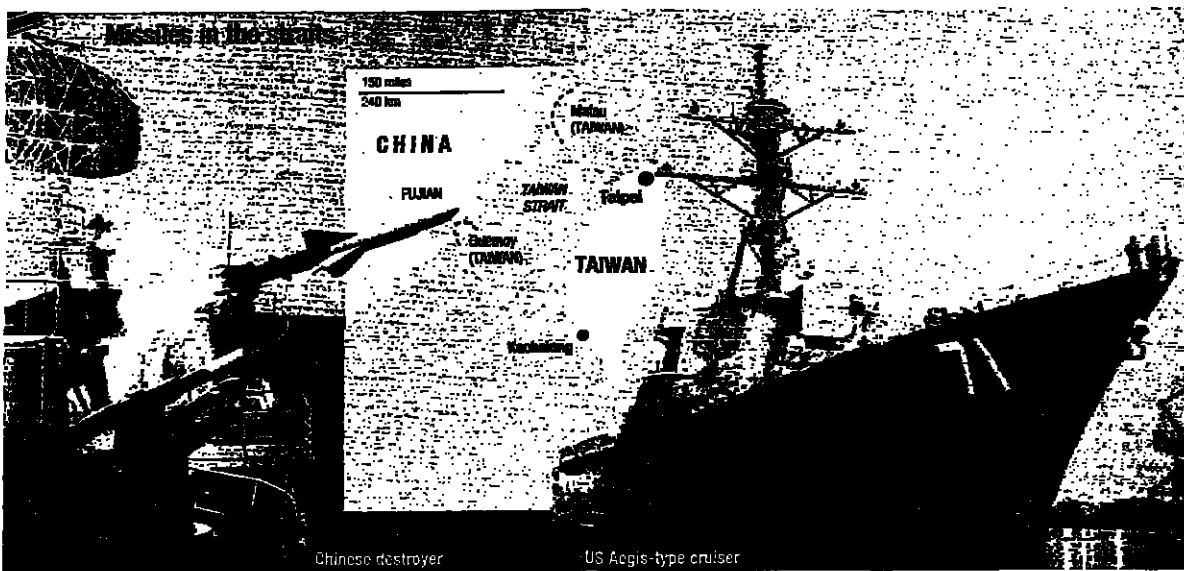 Missiles in the straits
150 miles
240 km
Matsu
(TAIWAN)
CHINA
FUJIAN
TAIWAN
STRAIT
Taipei
Quemoy
(TAIWAN)
TAIWAN
Kaohsiung
71
Chinese destroyer
US Aegis-type cruiser